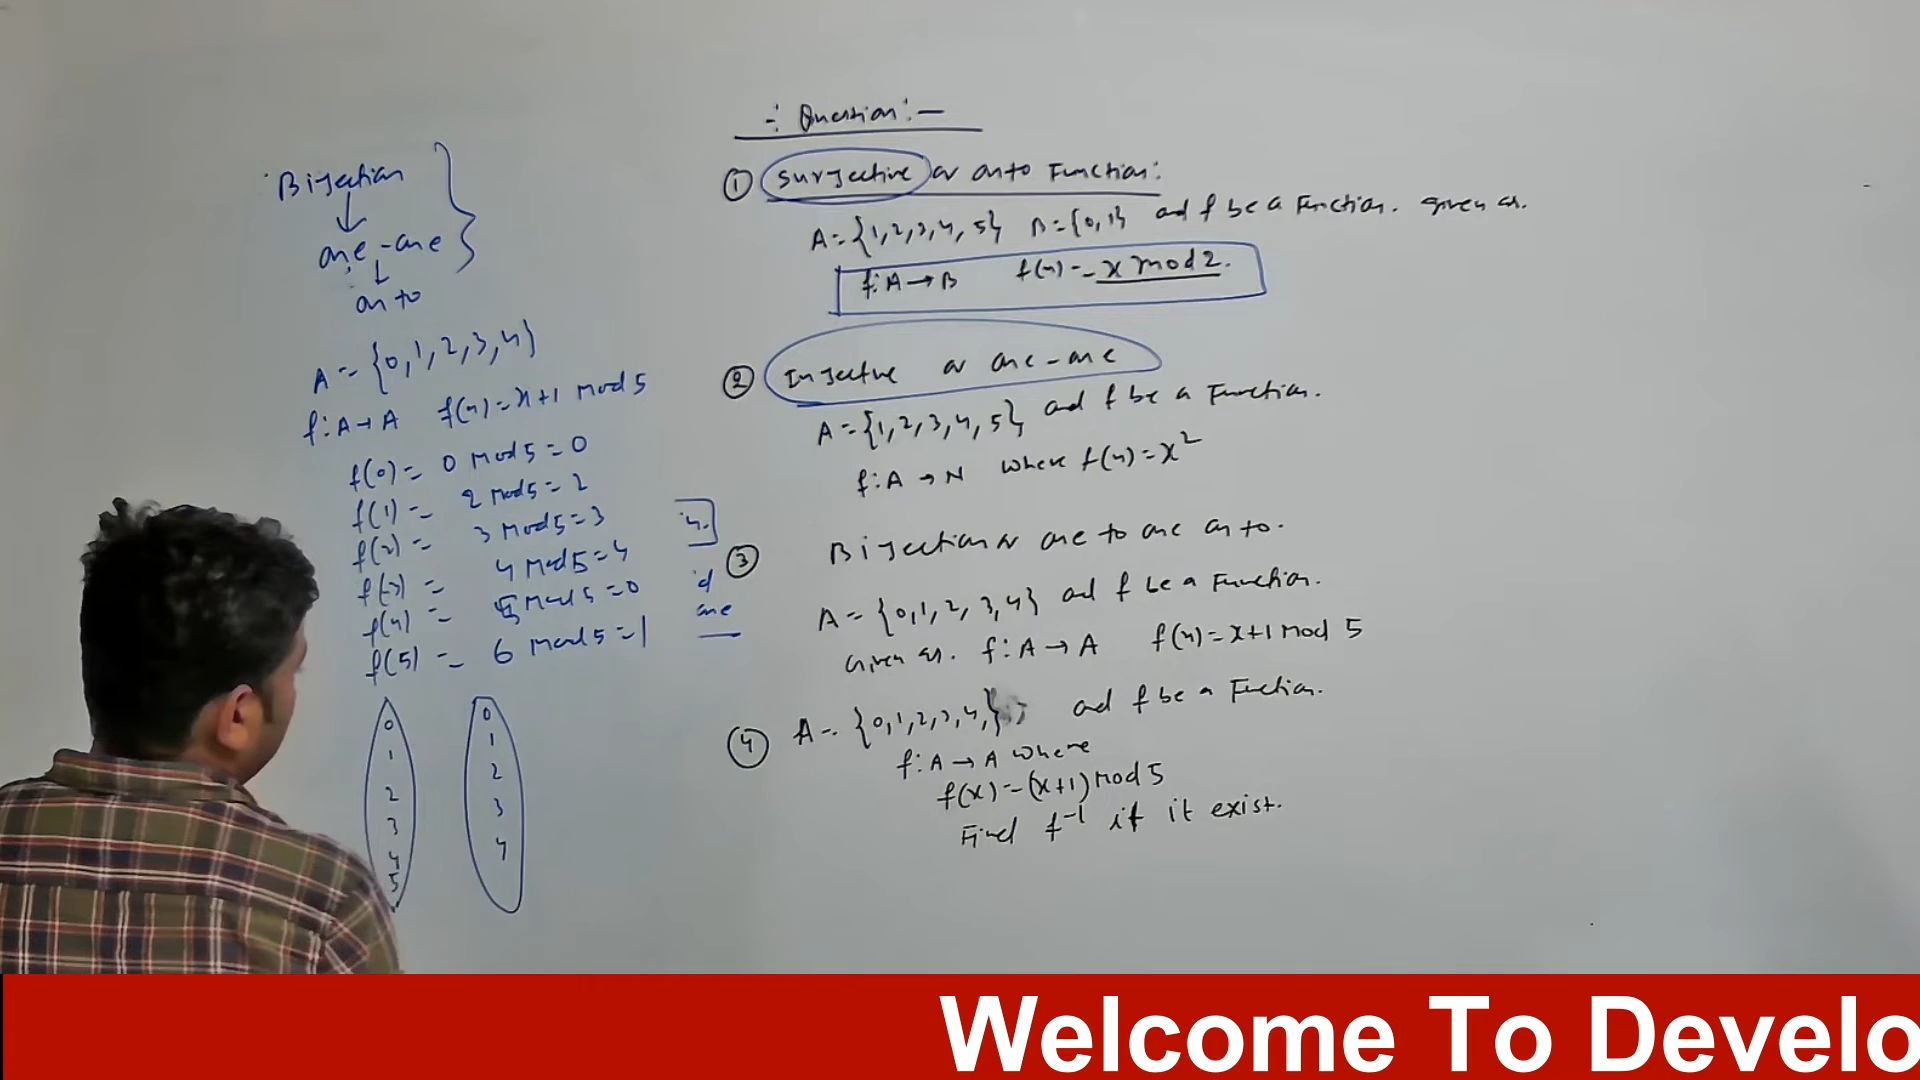 Bijection
one-one
onto
A = {0,1,2,3,4}
f:A→A f(x)=x+1 mod 5
f(0) = 0 mod 5 = 0
f(1) = 2 mod 5 = 2
f(2) = 3 mod 5 = 3
f(3) = 4 mod 5 = 4
f(4) = 5 mod 5 = 0
f(5) = 6 mod 5 = 1
one
0
1
2
3
4
5
0
1
2
3
4
-: Question:-
① Surjective or onto Function:
A = {1,2,3,4,5} B = {0,1} and f be a Function. given as.
f:A→B f(x) = x mod 2.
② Injective or one-one
A = {1,2,3,4,5} and f be a Function.
f:A→N where f(x)=x²
③ Bijection or one to one onto.
A = {0,1,2,3,4} and f be a Function.
Given as. f:A→A f(x)=x+1 mod 5
④ A = {0,1,2,3,4,} and f be a Function.
f:A→A where
f(x)=(x+1) mod 5
Find f⁻¹ if it exist.
Welcome To Develo